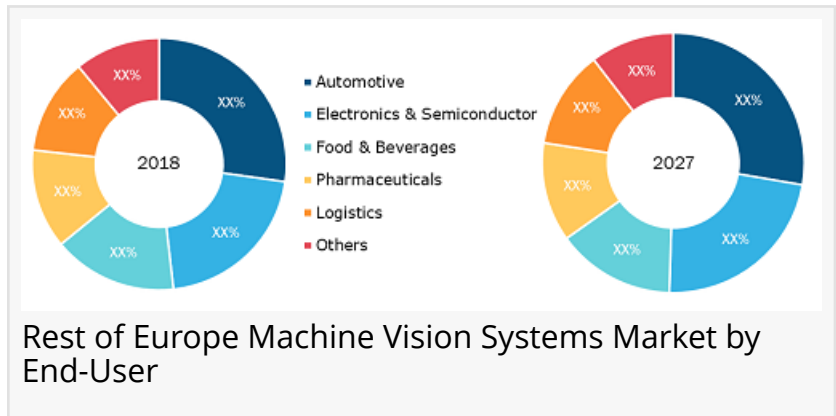 XX%
XX%
XX%
XX%
XX%
XX%
2018
Automotive
Electronics & Semiconductor
Food & Beverages
Pharmaceuticals
Logistics
Others
XX%
XX%
XX%
XX%
XX%
XX%
2027
Rest of Europe Machine Vision Systems Market by
End-User